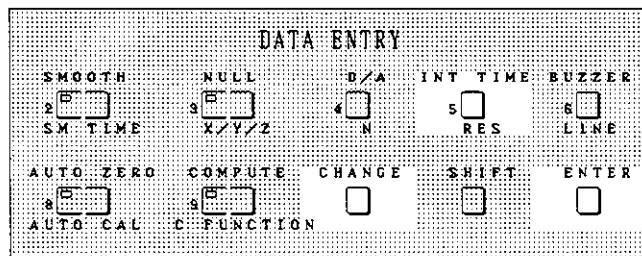 DATA ENTRY
SMOOTH NULL D/A INT TIME BUZZER
2 3 4 5 6
SM TIME X/Y/Z N RES LINE
AUTO ZERO COMPUTE CHANGE SHIFT ENTER
8 9
AUTO CAL C FUNCTION